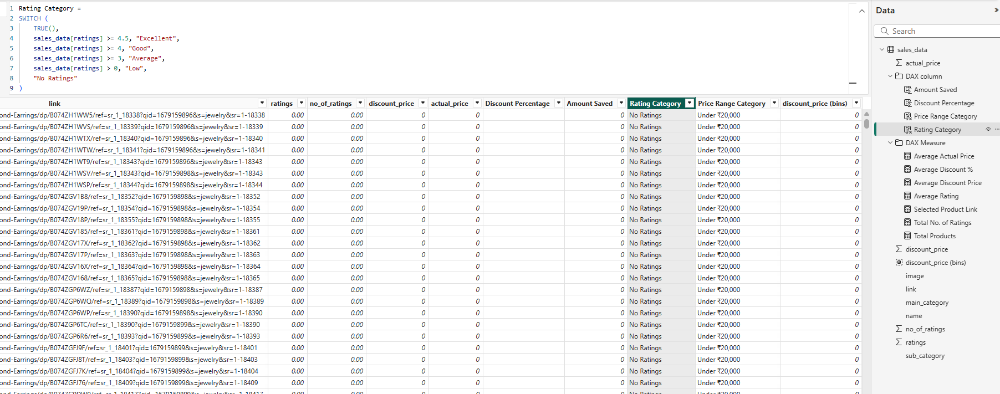 1 Rating Category =
2 SWITCH (
3 TRUE(),
4 sales_data[ratings] >= 4.5, "Excellent",
5 sales_data[ratings] >= 4, "Good",
6 sales_data[ratings] >= 3, "Average",
7 sales_data[ratings] > 0, "Low",
8 "No Ratings"
9 )
link ratings no_of_ratings discount_price actual_price Discount Percentage Amount Saved Rating Category Price Range Category discount_price (bins)
ond-Earrings/dp/B074ZH1WW5/ref=sr_1_18338?qid=1679159896&s=jewelry&sr=1-18338 0.00 0.00 0 0 0 No Ratings Under ₹20,000 0
ond-Earrings/dp/B074ZH1WVS/ref=sr_1_18339?qid=1679159896&s=jewelry&sr=1-18339 0.00 0.00 0 0 0 No Ratings Under ₹20,000 0
ond-Earrings/dp/B074ZH1WTX/ref=sr_1_18340?qid=1679159896&s=jewelry&sr=1-18340 0.00 0.00 0 0 0 No Ratings Under ₹20,000 0
ond-Earrings/dp/B074ZH1WTW/ref=sr_1_18341?qid=1679159896&s=jewelry&sr=1-18341 0.00 0.00 0 0 0 No Ratings Under ₹20,000 0
ond-Earrings/dp/B074ZH1WT9/ref=sr_1_18343?qid=1679159896&s=jewelry&sr=1-18343 0.00 0.00 0 0 0 No Ratings Under ₹20,000 0
ond-Earrings/dp/B074ZH1WSV/ref=sr_1_18343?qid=1679159898&s=jewelry&sr=1-18343 0.00 0.00 0 0 0 No Ratings Under ₹20,000 0
ond-Earrings/dp/B074ZH1WSP/ref=sr_1_18344?qid=1679159898&s=jewelry&sr=1-18344 0.00 0.00 0 0 0 No Ratings Under ₹20,000 0
ond-Earrings/dp/B074ZGV1B8/ref=sr_1_18352?qid=1679159898&s=jewelry&sr=1-18352 0.00 0.00 0 0 0 No Ratings Under ₹20,000 0
ond-Earrings/dp/B074ZGV19P/ref=sr_1_18354?qid=1679159898&s=jewelry&sr=1-18354 0.00 0.00 0 0 0 No Ratings Under ₹20,000 0
ond-Earrings/dp/B074ZGV18P/ref=sr_1_18355?qid=1679159898&s=jewelry&sr=1-18355 0.00 0.00 0 0 0 No Ratings Under ₹20,000 0
ond-Earrings/dp/B074ZGV185/ref=sr_1_18361?qid=1679159898&s=jewelry&sr=1-18361 0.00 0.00 0 0 0 No Ratings Under ₹20,000 0
ond-Earrings/dp/B074ZGV17X/ref=sr_1_18362?qid=1679159898&s=jewelry&sr=1-18362 0.00 0.00 0 0 0 No Ratings Under ₹20,000 0
ond-Earrings/dp/B074ZGV17P/ref=sr_1_18363?qid=1679159898&s=jewelry&sr=1-18363 0.00 0.00 0 0 0 No Ratings Under ₹20,000 0
ond-Earrings/dp/B074ZGV16X/ref=sr_1_18364?qid=1679159898&s=jewelry&sr=1-18364 0.00 0.00 0 0 0 No Ratings Under ₹20,000 0
ond-Earrings/dp/B074ZGV168/ref=sr_1_18365?qid=1679159898&s=jewelry&sr=1-18365 0.00 0.00 0 0 0 No Ratings Under ₹20,000 0
ond-Earrings/dp/B074ZGP6WZ/ref=sr_1_18387?qid=1679159898&s=jewelry&sr=1-18387 0.00 0.00 0 0 0 No Ratings Under ₹20,000 0
ond-Earrings/dp/B074ZGP6WQ/ref=sr_1_18389?qid=1679159898&s=jewelry&sr=1-18389 0.00 0.00 0 0 0 No Ratings Under ₹20,000 0
ond-Earrings/dp/B074ZGP6WP/ref=sr_1_18390?qid=1679159898&s=jewelry&sr=1-18390 0.00 0.00 0 0 0 No Ratings Under ₹20,000 0
ond-Earrings/dp/B074ZGP6TC/ref=sr_1_18390?qid=1679159899&s=jewelry&sr=1-18390 0.00 0.00 0 0 0 No Ratings Under ₹20,000 0
ond-Earrings/dp/B074ZGP6R6/ref=sr_1_18393?qid=1679159899&s=jewelry&sr=1-18393 0.00 0.00 0 0 0 No Ratings Under ₹20,000 0
ond-Earrings/dp/B074ZGFJ9F/ref=sr_1_18401?qid=1679159899&s=jewelry&sr=1-18401 0.00 0.00 0 0 0 No Ratings Under ₹20,000 0
ond-Earrings/dp/B074ZGFJ8T/ref=sr_1_18403?qid=1679159899&s=jewelry&sr=1-18403 0.00 0.00 0 0 0 No Ratings Under ₹20,000 0
ond-Earrings/dp/B074ZGFJ7K/ref=sr_1_18404?qid=1679159899&s=jewelry&sr=1-18404 0.00 0.00 0 0 0 No Ratings Under ₹20,000 0
ond-Earrings/dp/B074ZGFJ76/ref=sr_1_18409?qid=1679159899&s=jewelry&sr=1-18409 0.00 0.00 0 0 0 No Ratings Under ₹20,000 0
Data
Search
sales_data
actual_price
DAX column
Amount Saved
Discount Percentage
Price Range Category
Rating Category
DAX Measure
Average Actual Price
Average Discount %
Average Discount Price
Average Rating
Selected Product Link
Total No. of Ratings
Total Products
discount_price
discount_price (bins)
image
link
main_category
name
no_of_ratings
ratings
sub_category